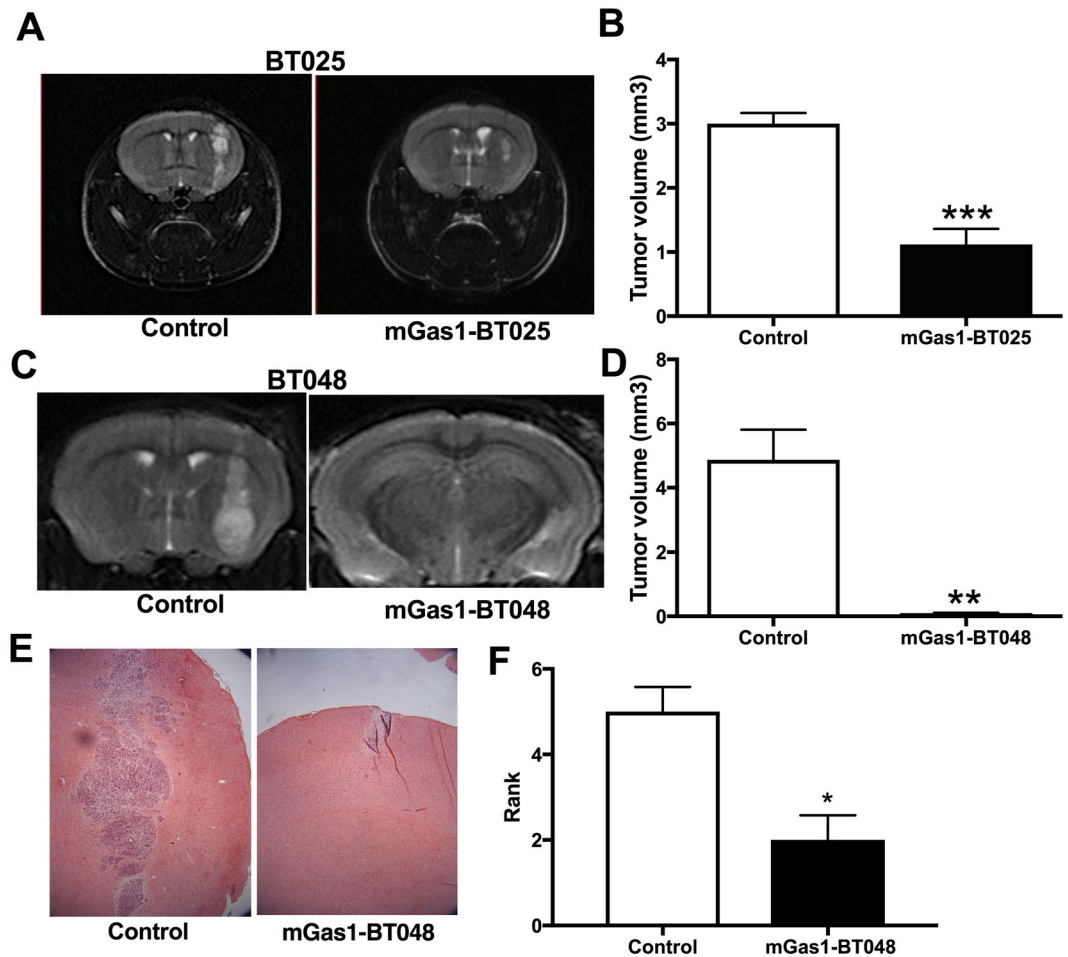 A
BT025
Control
mGas1-BT025
B
Tumor volume (mm3)
4
3
2
1
0
***
Control
mGas1-BT025
C
BT048
Control
mGas1-BT048
D
Tumor volume (mm3)
8
6
4
2
0
**
Control
mGas1-BT048
E
Control
mGas1-BT048
F
Rank
6
4
2
0
*
Control
mGas1-BT048